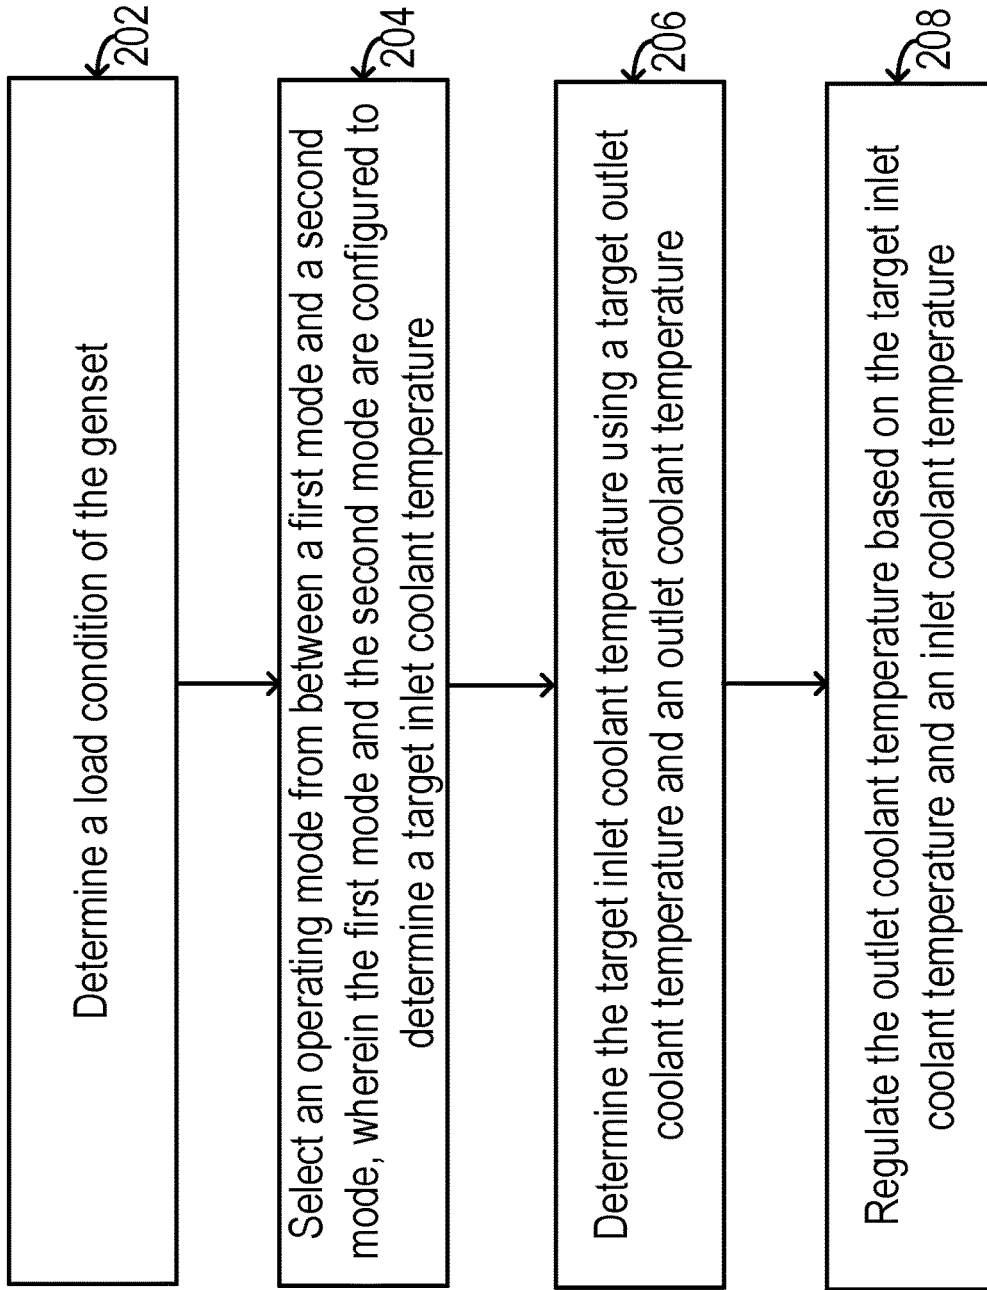 Determine a load condition of the genset
202
Select an operating mode from between a first mode and a second
mode, wherein the first mode and the second mode are configured to
determine a target inlet coolant temperature
204
Determine the target inlet coolant temperature using a target outlet
coolant temperature and an outlet coolant temperature
206
Regulate the outlet coolant temperature based on the target inlet
coolant temperature and an inlet coolant temperature
208